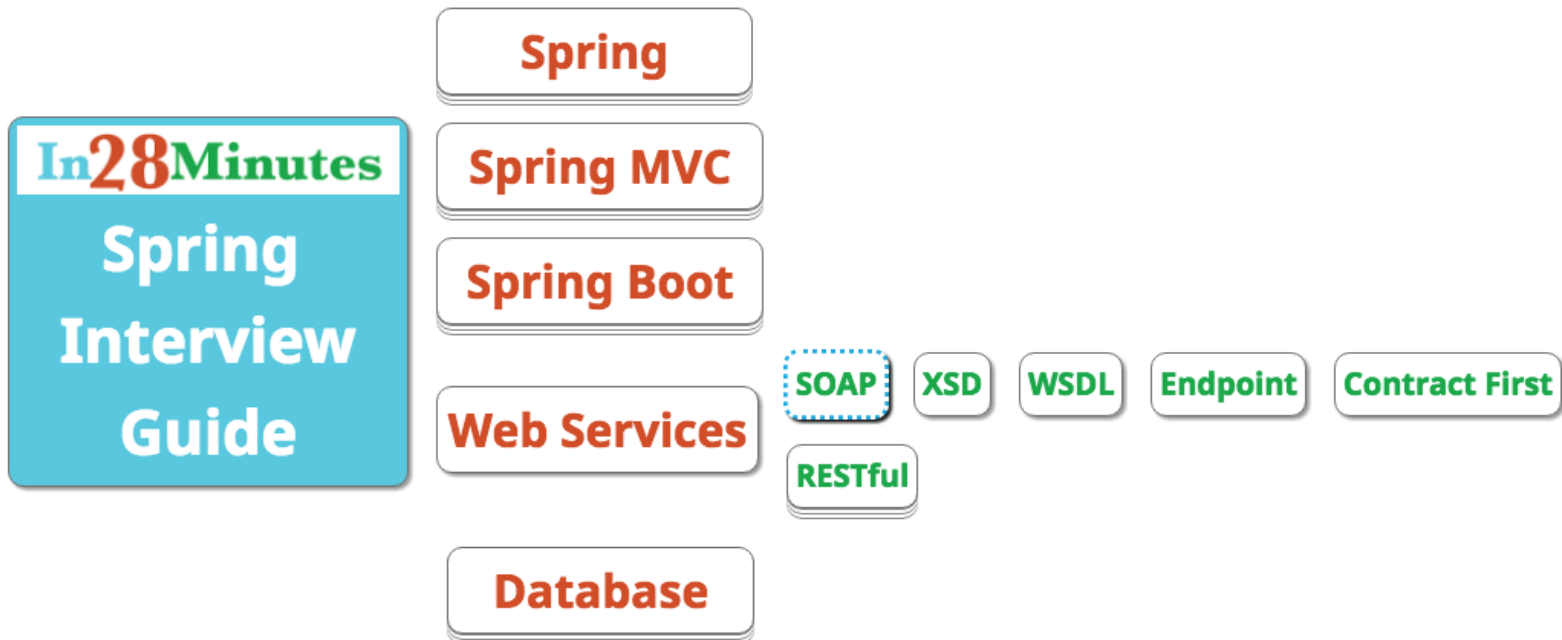 In28Minutes
Spring
Interview
Guide
Spring
Spring MVC
Spring Boot
Web Services
SOAP XSD WSDL Endpoint Contract First
RESTful
Database